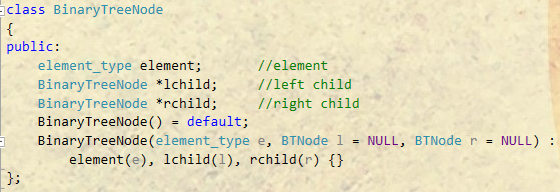 class BinaryTreeNode
{
public:
    element_type element;       //element
    BinaryTreeNode *lchild;     //left child
    BinaryTreeNode *rchild;     //right child
    BinaryTreeNode() = default;
    BinaryTreeNode(element_type e, BTNode l = NULL, BTNode r = NULL) :
        element(e), lchild(l), rchild(r) {}
};